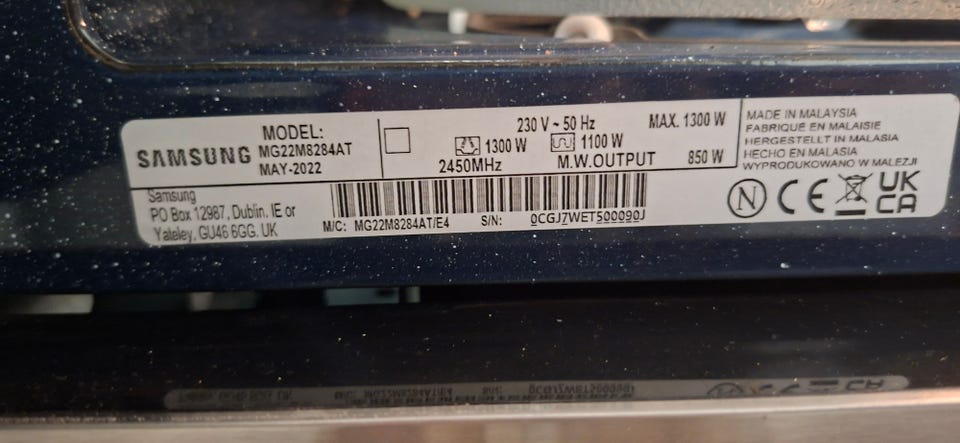 SAMSUNG
MODEL:
MG22M8284AT
MAY-2022
230 V ~ 50 Hz MAX. 1300 W
1300 W 1100 W
2450MHz M.W.OUTPUT 850 W
MADE IN MALAYSIA
FABRIQUÉ EN MALAISIE
HERGESTELLT IN MALASIA
HECHO EN MALASIA
WYPRODUKOWANO W MALEZJI
Samsung
PO Box 12987, Dublin. IE or
Yateley, GU46 6GG. UK
M/C: MG22M8284AT/E4 S/N: 0CGJ7WET500090J
N CE UK
CA